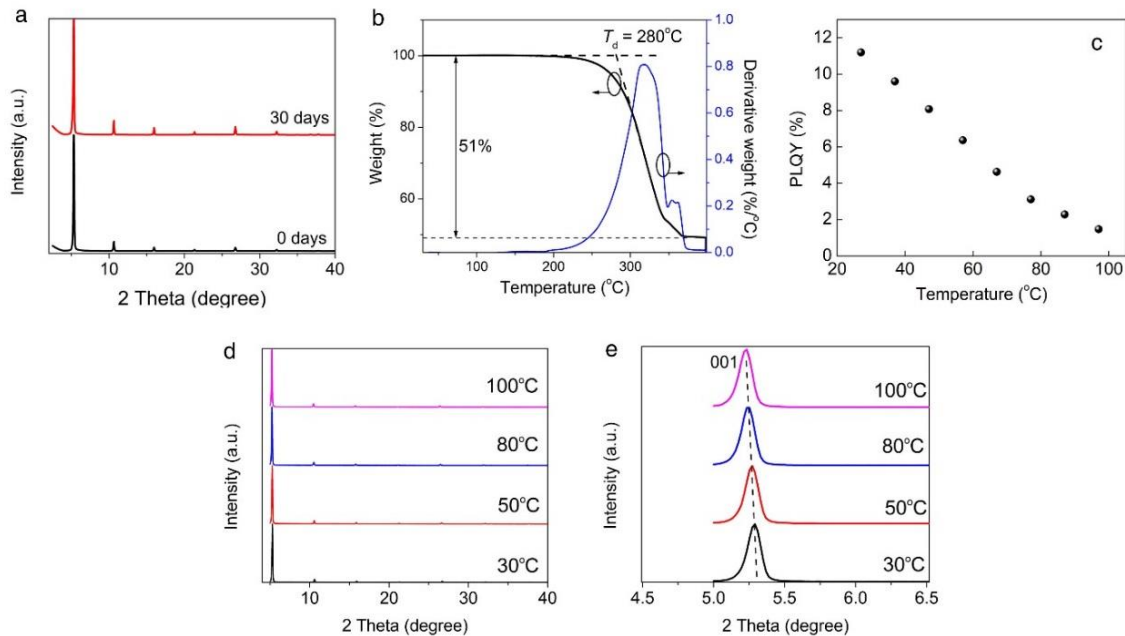 a
Intensity (a.u.)
30 days
0 days
0 10 20 30 40
2 Theta (degree)
b
Weight (%)
100
80
60
T_d = 280°C
51%
0.0
0.2
0.4
0.6
0.8
1.0
Derivative weight (%/°C)
100 200 300
Temperature (°C)
c
PLQY (%)
12
10
8
6
4
2
0
20 40 60 80 100
Temperature (°C)
d
Intensity (a.u.)
100°C
80°C
50°C
30°C
10 20 30 40
2 Theta (degree)
e
Intensity (a.u.)
001
100°C
80°C
50°C
30°C
4.5 5.0 5.5 6.0 6.5
2 Theta (degree)